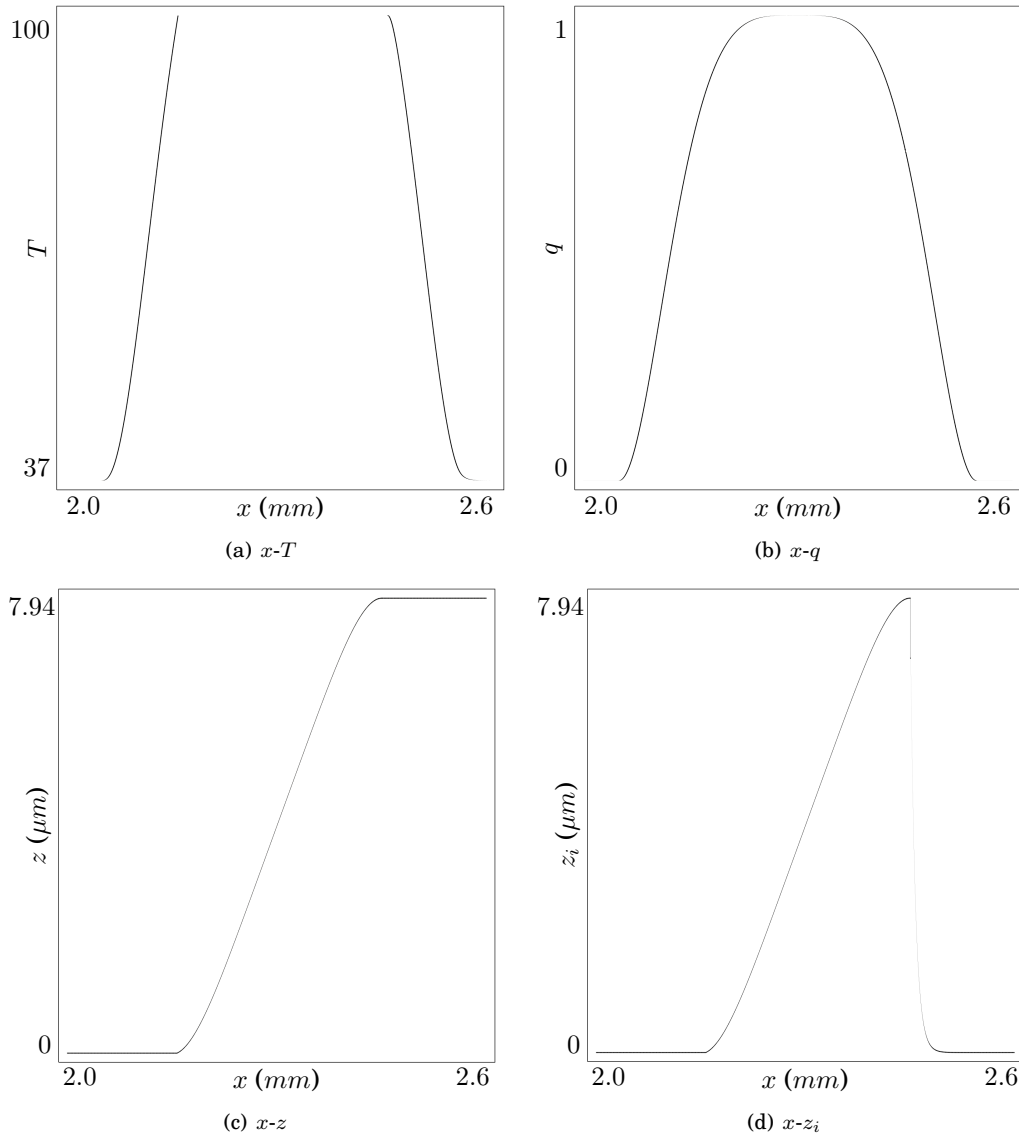 100
T
37
2.0
x (mm)
2.6
(a) x-T
1
q
0
2.0
x (mm)
2.6
(b) x-q
7.94
z (μm)
0
2.0
x (mm)
2.6
(c) x-z
7.94
z_i (μm)
0
2.0
x (mm)
2.6
(d) x-z_i